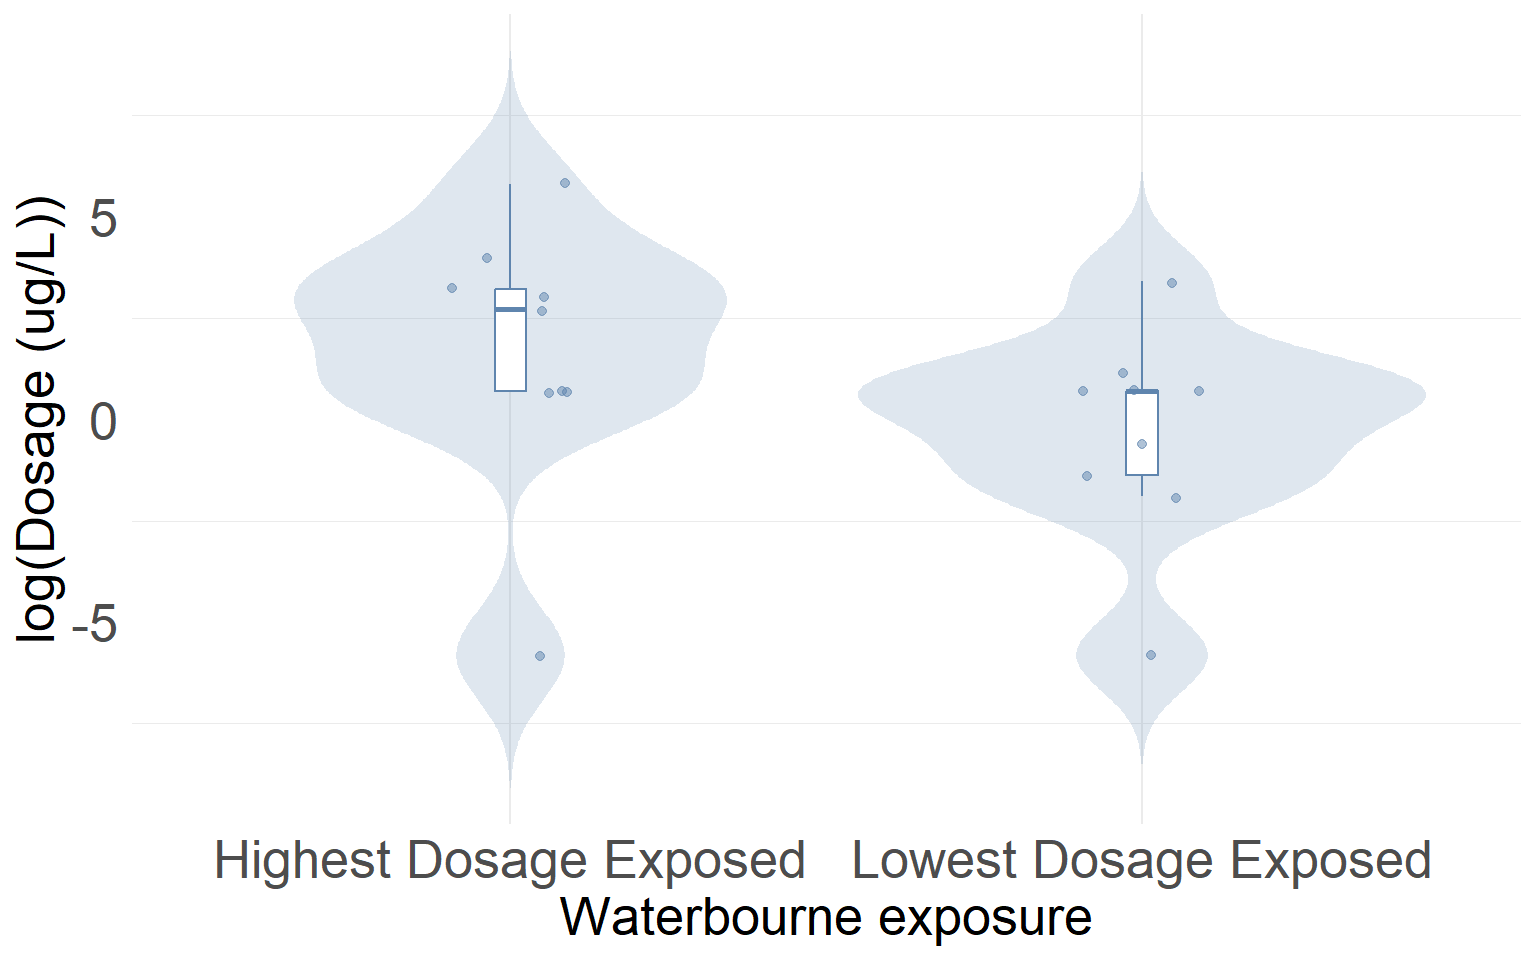 log(Dosage (ug/L))
5
0
-5
Highest Dosage Exposed
Lowest Dosage Exposed
Waterbourne exposure